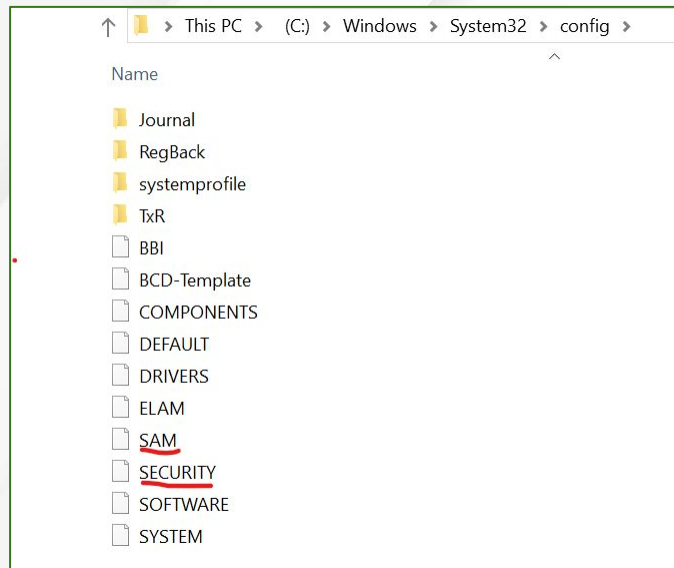 This PC (C:) Windows System32 config
Name
Journal
RegBack
systemprofile
TxR
BBI
BCD-Template
COMPONENTS
DEFAULT
DRIVERS
ELAM
SAM
SECURITY
SOFTWARE
SYSTEM